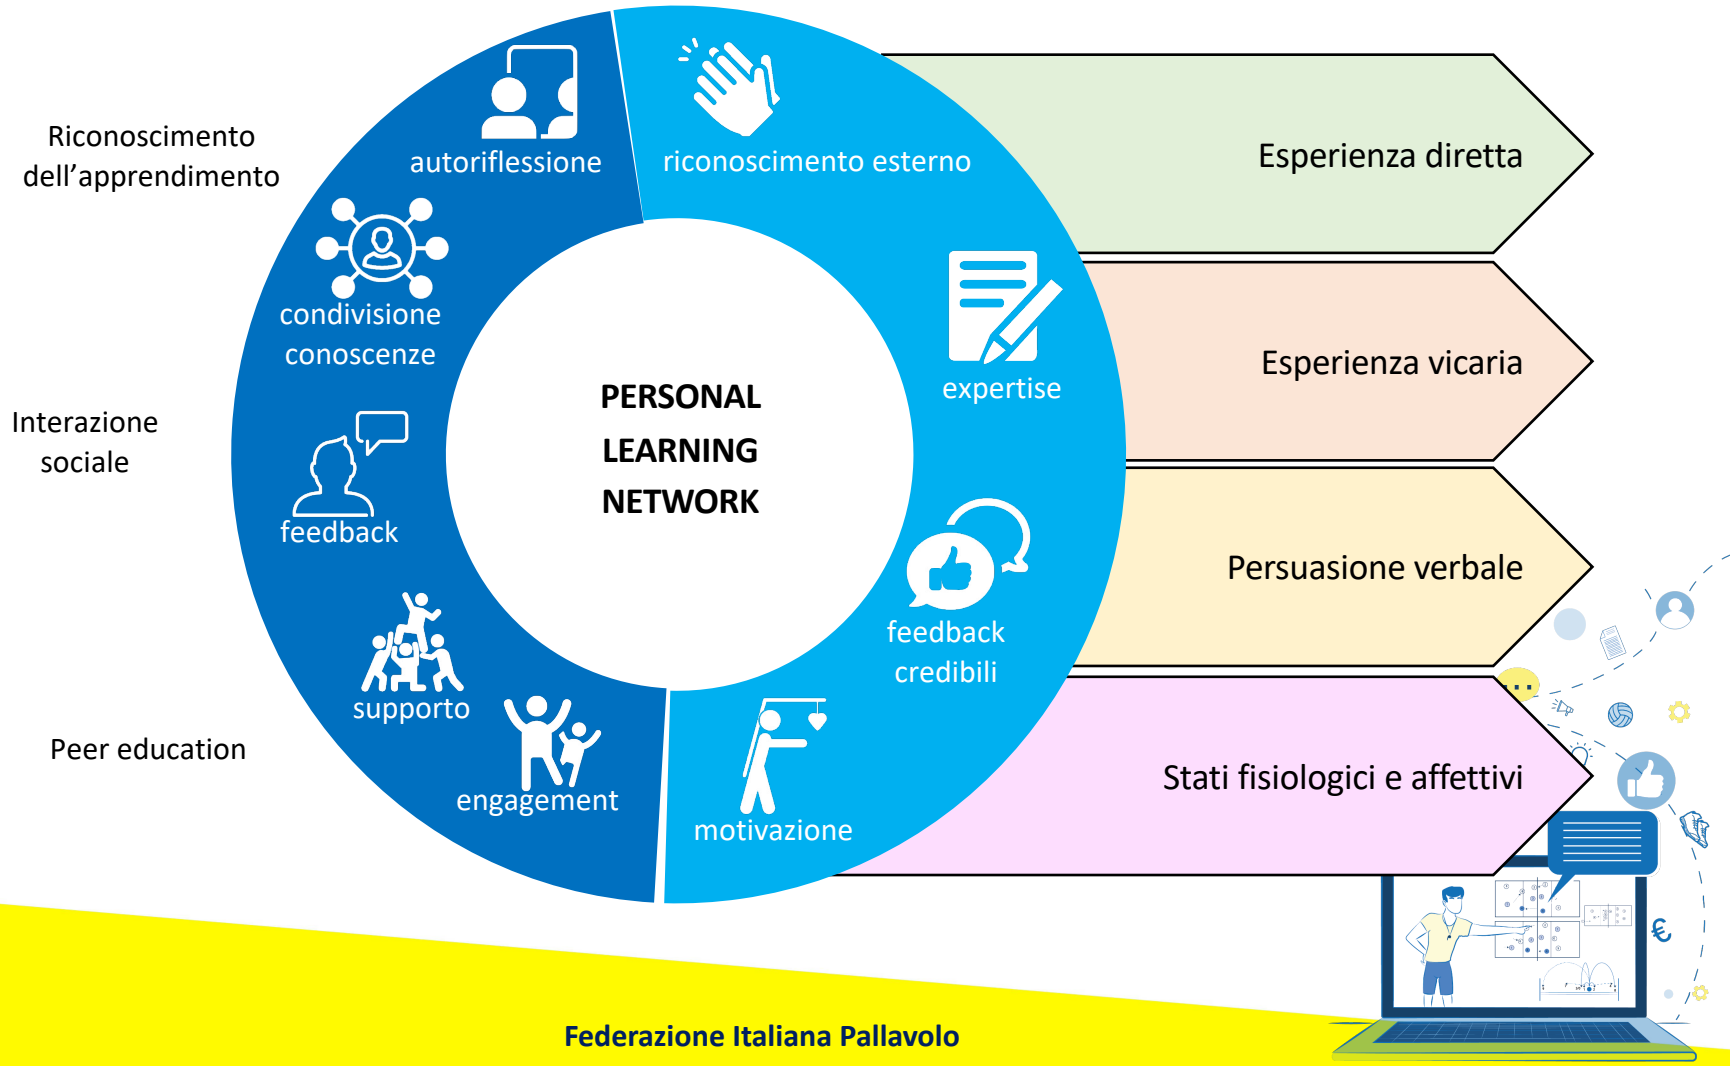 Riconoscimento
dell’apprendimento
Interazione
sociale
Peer education
autoriflessione
condivisione
conoscenze
feedback
supporto
engagement
riconoscimento esterno
expertise
feedback
credibili
motivazione
PERSONAL
LEARNING
NETWORK
Esperienza diretta
Esperienza vicaria
Persuasione verbale
Stati fisiologici e affettivi
€
Federazione Italiana Pallavolo